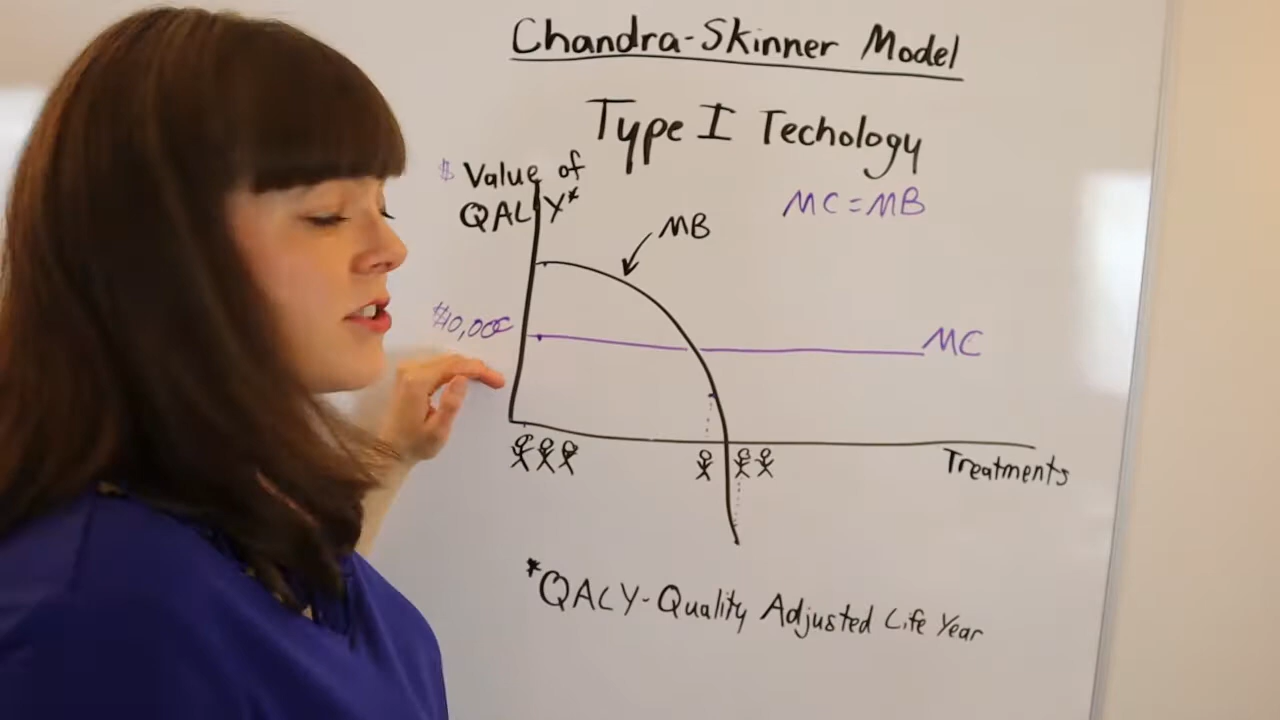 Chandra-Skinner Model
Type I Techology
$ Value of
QALY*
MC=MB
MB
$40,000
MC
Treatments
*QALY-Quality Adjusted Life Year